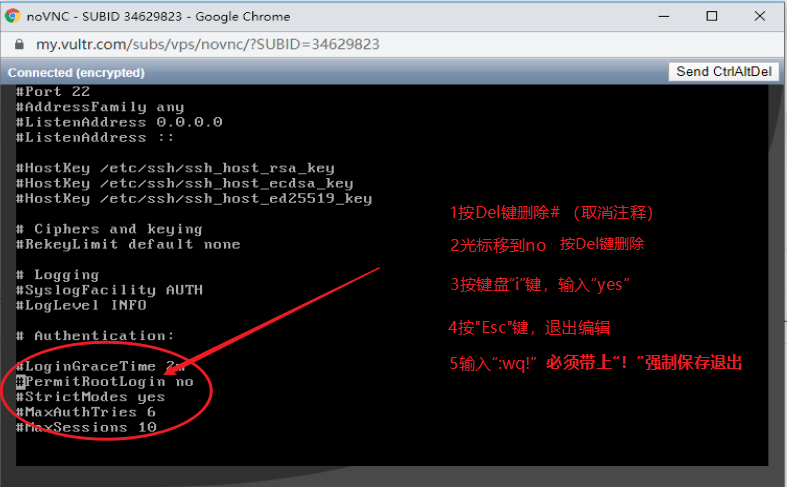 noVNC - SUBID 34629823 - Google Chrome
my.vultr.com/subs/vps/novnc/?SUBID=34629823
Connected (encrypted)
Send CtrlAltDel
#Port 22
#AddressFamily any
#ListenAddress 0.0.0.0
#ListenAddress ::
#HostKey /etc/ssh/ssh_host_rsa_key
#HostKey /etc/ssh/ssh_host_ecdsa_key
#HostKey /etc/ssh/ssh_host_ed25519_key
# Ciphers and keying
#RekeyLimit default none
# Logging
#SyslogFacility AUTH
#LogLevel INFO
# Authentication:
#LoginGraceTime 2m
#PermitRootLogin no
#StrictModes yes
#MaxAuthTries 6
#MaxSessions 10
1按Del键删除# (取消注释)
2光标移到no 按Del键删除
3按键盘“i”键，输入“yes”
4按"Esc"键，退出编辑
5输入“:wq!” 必须带上“！”强制保存退出